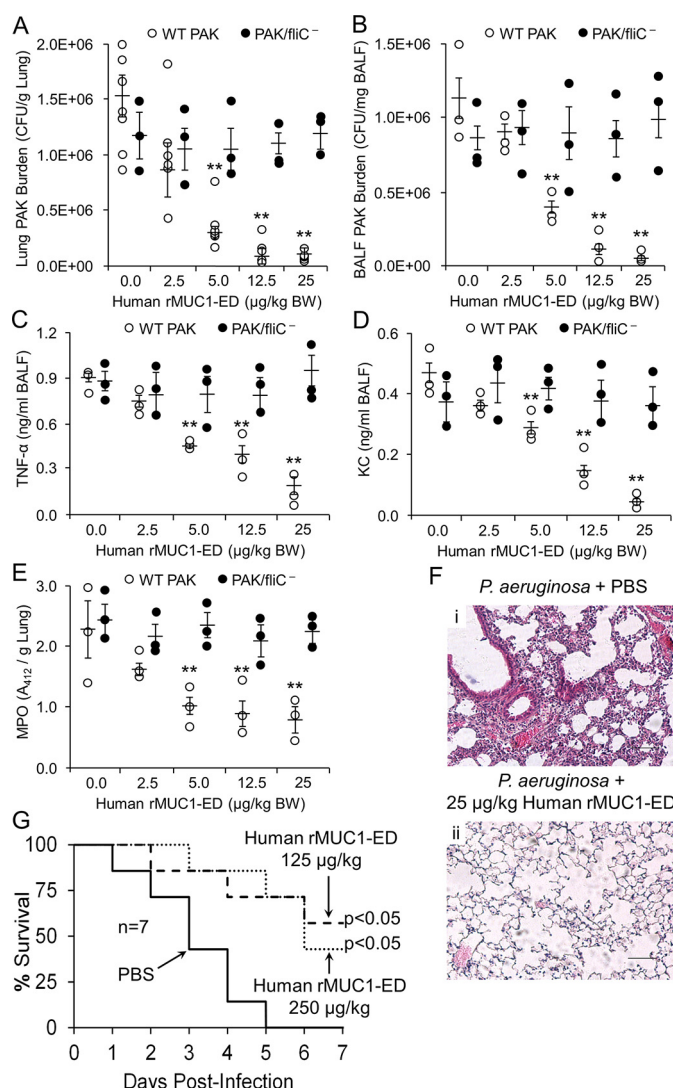 A
WT PAK PAK/fliC⁻
Lung PAK Burden (CFU/g Lung)
2.0E+06
1.5E+06
1.0E+06
0.5E+06
0.0E+00
**
**
**
0.0 2.5 5.0 12.5 25
Human rMUC1-ED (µg/kg BW)
B
WT PAK PAK/fliC⁻
BALF PAK Burden (CFU/mg BALF)
1.5E+06
1.0E+06
0.5E+06
0.0E+00
**
**
**
0.0 2.5 5.0 12.5 25
Human rMUC1-ED (µg/kg BW)
C
WT PAK PAK/fliC⁻
TNF-α (ng/ml BALF)
1.2
0.9
0.6
0.3
0.0
**
**
**
0.0 2.5 5.0 12.5 25
Human rMUC1-ED (µg/kg BW)
D
WT PAK PAK/fliC⁻
KC (ng/ml BALF)
0.6
0.4
0.2
0.0
**
**
**
0.0 2.5 5.0 12.5 25
Human rMUC1-ED (µg/kg BW)
E
WT PAK PAK/fliC⁻
MPO (A₄₁₂ / g Lung)
3.0
2.0
1.0
0.0
** ** **
0.0 2.5 5.0 12.5 25
Human rMUC1-ED (µg/kg BW)
F
P. aeruginosa + PBS
i
P. aeruginosa +
25 µg/kg Human rMUC1-ED
ii
G
% Survival
100
75
50
25
0
n=7
PBS
Human rMUC1-ED
125 µg/kg
p<0.05
p<0.05
Human rMUC1-ED
250 µg/kg
0 1 2 3 4 5 6 7
Days Post-Infection